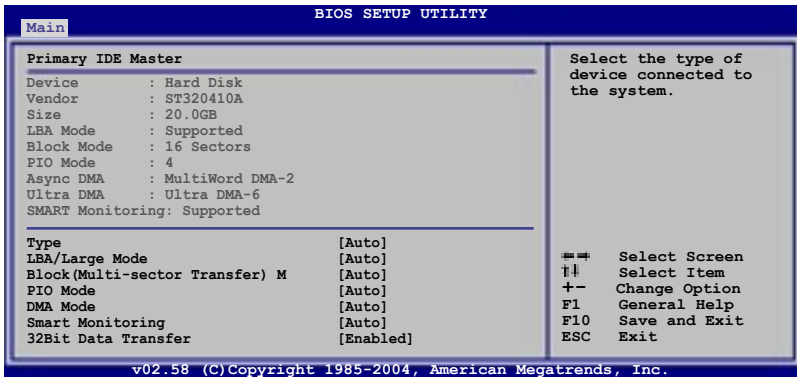 BIOS SETUP UTILITY
Main
Primary IDE Master
Device : Hard Disk
Vendor : ST320410A
Size : 20.0GB
LBA Mode : Supported
Block Mode : 16 Sectors
PIO Mode : 4
Async DMA : MultiWord DMA-2
Ultra DMA : Ultra DMA-6
SMART Monitoring: Supported
Type [Auto]
LBA/Large Mode [Auto]
Block(Multi-sector Transfer) M [Auto]
PIO Mode [Auto]
DMA Mode [Auto]
Smart Monitoring [Auto]
32Bit Data Transfer [Enabled]
Select the type of
device connected to
the system.
←→ Select Screen
↑↓ Select Item
+- Change Option
F1 General Help
F10 Save and Exit
ESC Exit
v02.58 (C)Copyright 1985-2004, American Megatrends, Inc.